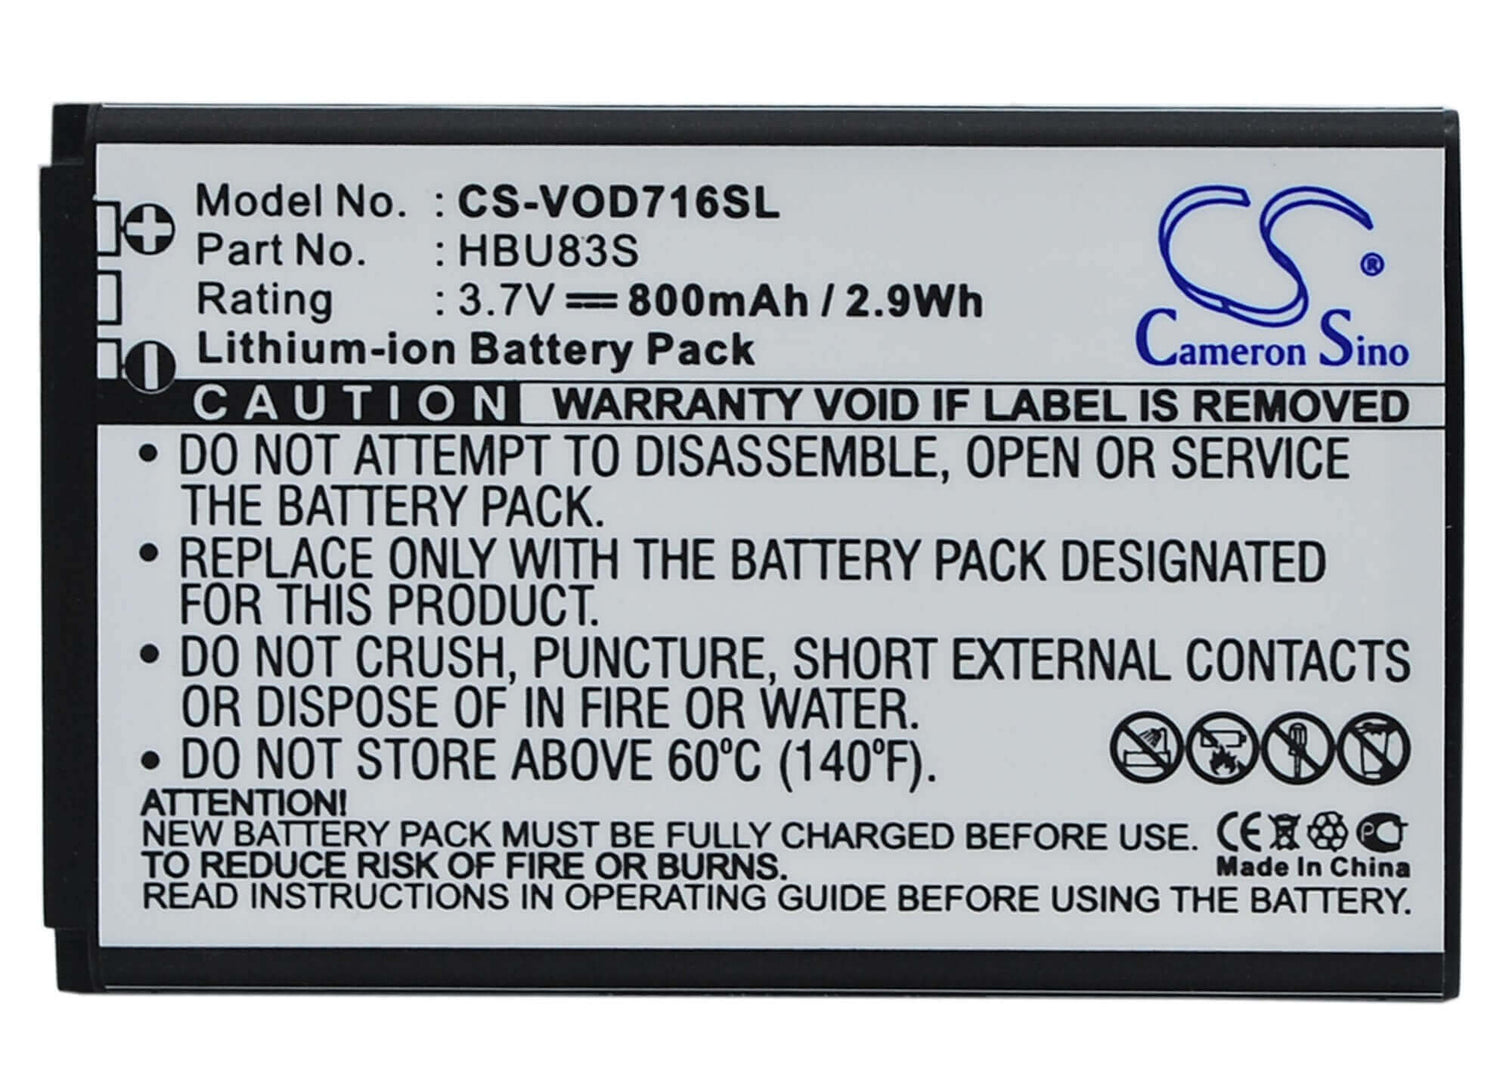 Model No. : CS-VOD716SL
Part No. : HBU83S
Rating : 3.7V 800mAh / 2.9Wh
Lithium-ion Battery Pack
CS ®
Cameron Sino
CAUTION WARRANTY VOID IF LABEL IS REMOVED
• DO NOT ATTEMPT TO DISASSEMBLE, OPEN OR SERVICE
THE BATTERY PACK.
• REPLACE ONLY WITH THE BATTERY PACK DESIGNATED
FOR THIS PRODUCT.
• DO NOT CRUSH, PUNCTURE, SHORT EXTERNAL CONTACTS
OR DISPOSE OF IN FIRE OR WATER.
• DO NOT STORE ABOVE 60ºC (140ºF).
ATTENTION!
NEW BATTERY PACK MUST BE FULLY CHARGED BEFORE USE.
TO REDUCE RISK OF FIRE OR BURNS.
READ INSTRUCTIONS IN OPERATING GUIDE BEFORE USING THE BATTERY.
CE
Made In China